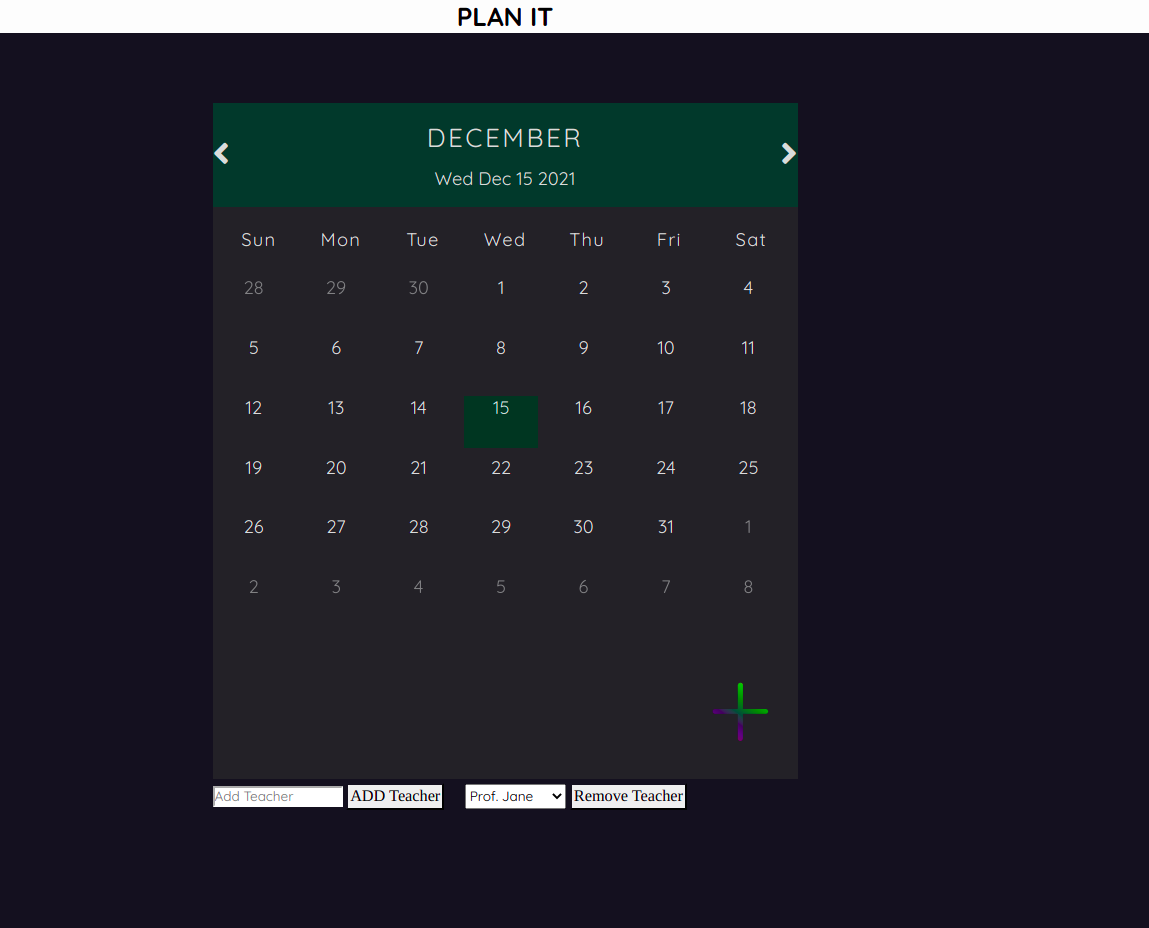 PLAN IT
DECEMBER
Wed Dec 15 2021
Sun Mon Tue Wed Thu Fri Sat
28 29 30 1 2 3 4
5 6 7 8 9 10 11
12 13 14 15 16 17 18
19 20 21 22 23 24 25
26 27 28 29 30 31 1
2 3 4 5 6 7 8
Add Teacher ADD Teacher Prof. Jane Remove Teacher